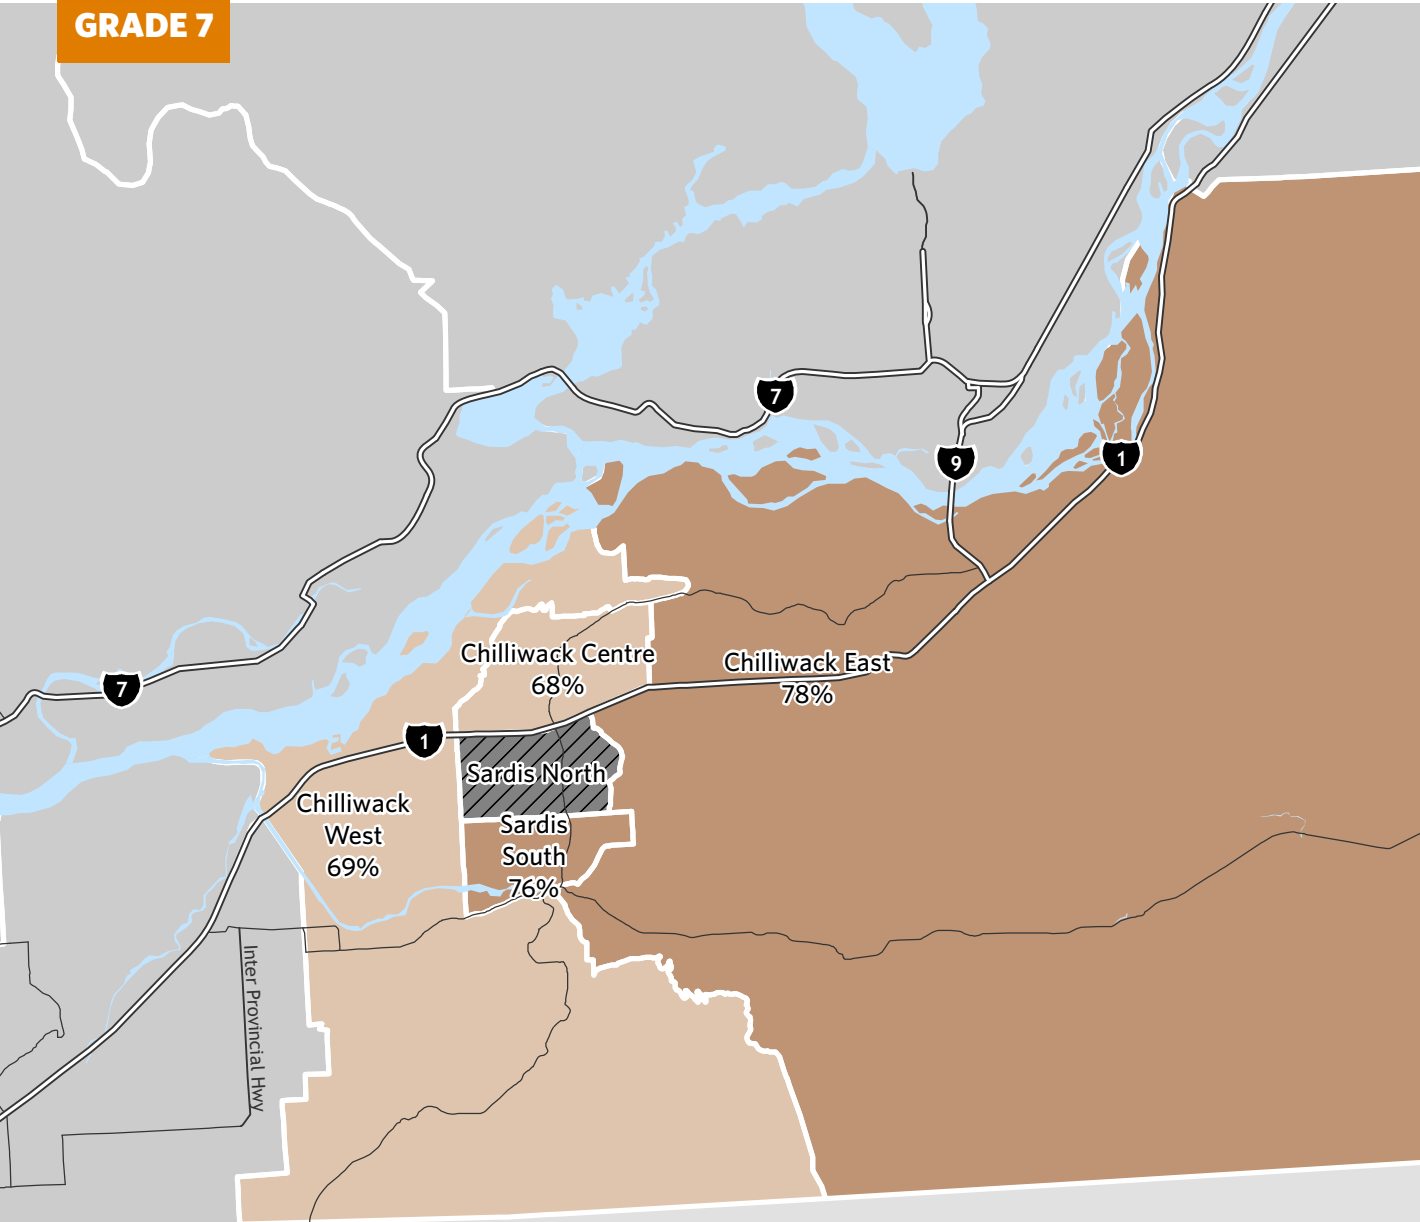 GRADE 7
7
9
1
Chilliwack Centre
68%
Chilliwack East
78%
7
1
Sardis North
Chilliwack
West
69%
Sardis
South
76%
Inter Provincial Hwy